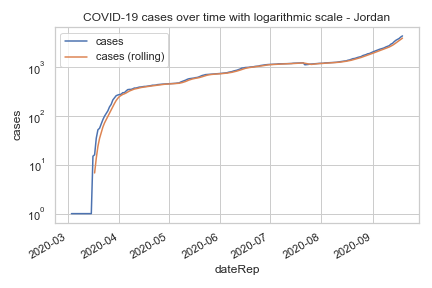 COVID-19 cases over time with logarithmic scale - Jordan
cases
cases (rolling)
10³
10²
10¹
10⁰
cases
2020-03
2020-04
2020-05
2020-06
2020-07
2020-08
2020-09
dateRep